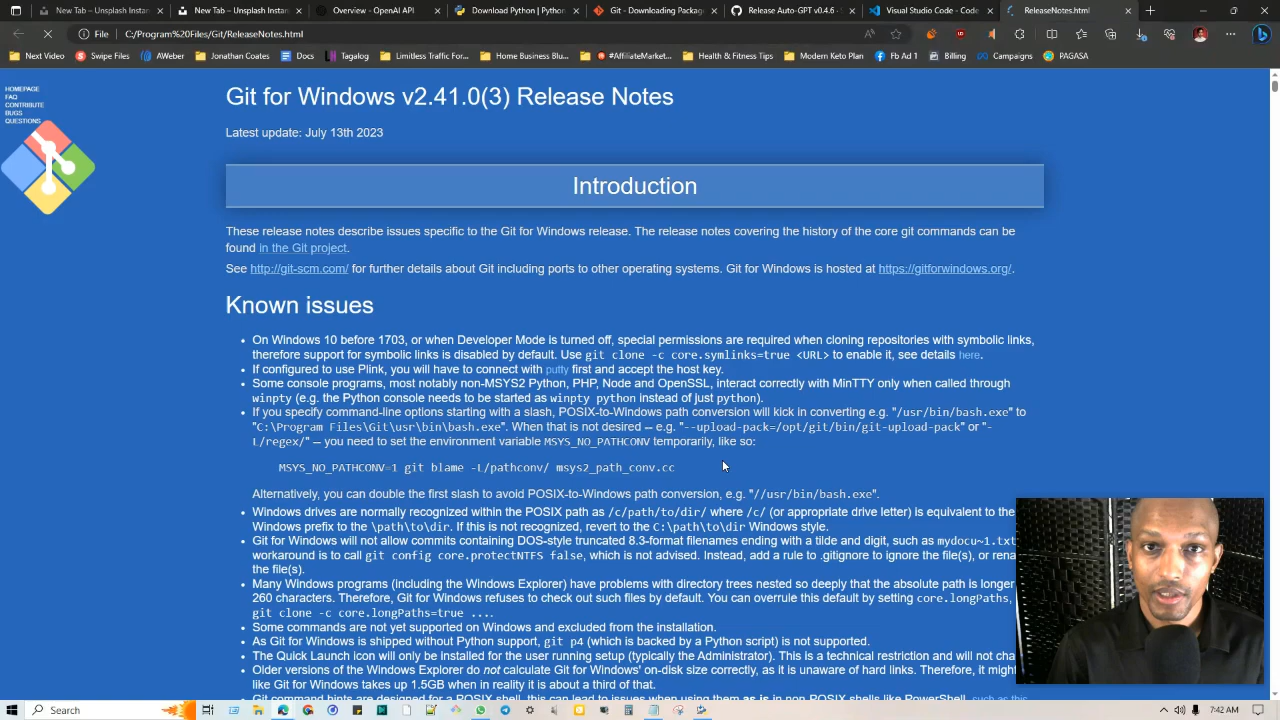 New Tab - Unsplash Instan
New Tab - Unsplash Instan
Overview - OpenAI API
Download Python | Python
Git - Downloading Package
Release Auto-GPT v0.4.6
Visual Studio Code - Code
ReleaseNotes.html
File
C:/Program%20Files/Git/ReleaseNotes.html
Next Video
Swipe Files
AWeber
Jonathan Coates
Docs
Tagalog
Limitless Traffic For...
Home Business Blu...
#AffiliateMarket...
Health & Fitness Tips
Modern Keto Plan
Fb Ad 1
Billing
Campaigns
PAGASA
HOMEPAGE
FAQ
CONTRIBUTE
BUGS
QUESTIONS
Git for Windows v2.41.0(3) Release Notes
Latest update: July 13th 2023
Introduction
These release notes describe issues specific to the Git for Windows release. The release notes covering the history of the core git commands can be
found in the Git project.
See http://git-scm.com/ for further details about Git including ports to other operating systems. Git for Windows is hosted at https://gitforwindows.org/.
Known issues
• On Windows 10 before 1703, or when Developer Mode is turned off, special permissions are required when cloning repositories with symbolic links,
therefore support for symbolic links is disabled by default. Use git clone -c core.symlinks=true <URL> to enable it, see details here.
• If configured to use Plink, you will have to connect with putty first and accept the host key.
• Some console programs, most notably non-MSYS2 Python, PHP, Node and OpenSSL, interact correctly with MinTTY only when called through
winpty (e.g. the Python console needs to be started as winpty python instead of just python).
• If you specify command-line options starting with a slash, POSIX-to-Windows path conversion will kick in converting e.g. "/usr/bin/bash.exe" to
"C:\Program Files\Git\usr\bin\bash.exe". When that is not desired -- e.g. "--upload-pack=/opt/git/bin/git-upload-pack" or "-
L/regex/" -- you need to set the environment variable MSYS_NO_PATHCONV temporarily, like so:
MSYS_NO_PATHCONV=1 git blame -L/pathconv/ msys2_path_conv.cc
Alternatively, you can double the first slash to avoid POSIX-to-Windows path conversion, e.g. "//usr/bin/bash.exe".
• Windows drives are normally recognized within the POSIX path as /c/path/to/dir/ where /c/ (or appropriate drive letter) is equivalent to the
Windows prefix to the \path\to\dir. If this is not recognized, revert to the C:\path\to\dir Windows style.
• Git for Windows will not allow commits containing DOS-style truncated 8.3-format filenames ending with a tilde and digit, such as mydocu~1.txt
workaround is to call git config core.protectNTFS false, which is not advised. Instead, add a rule to .gitignore to ignore the file(s), or rena
the file(s).
• Many Windows programs (including the Windows Explorer) have problems with directory trees nested so deeply that the absolute path is longer
260 characters. Therefore, Git for Windows refuses to check out such files by default. You can overrule this default by setting core.longPaths,
git clone -c core.longPaths=true ....
• Some commands are not yet supported on Windows and excluded from the installation.
• As Git for Windows is shipped without Python support, git p4 (which is backed by a Python script) is not supported.
• The Quick Launch icon will only be installed for the user running setup (typically the Administrator). This is a technical restriction and will not cha
• Older versions of the Windows Explorer do not calculate Git for Windows' on-disk size correctly, as it is unaware of hard links. Therefore, it migh
like Git for Windows takes up 1.5GB when in reality it is about a third of that.
• Git command hints are designed for a POSIX shell, this can lead to issues when using them as is in non-POSIX shells like PowerShell, such as this
Search
ENG
7:42 AM